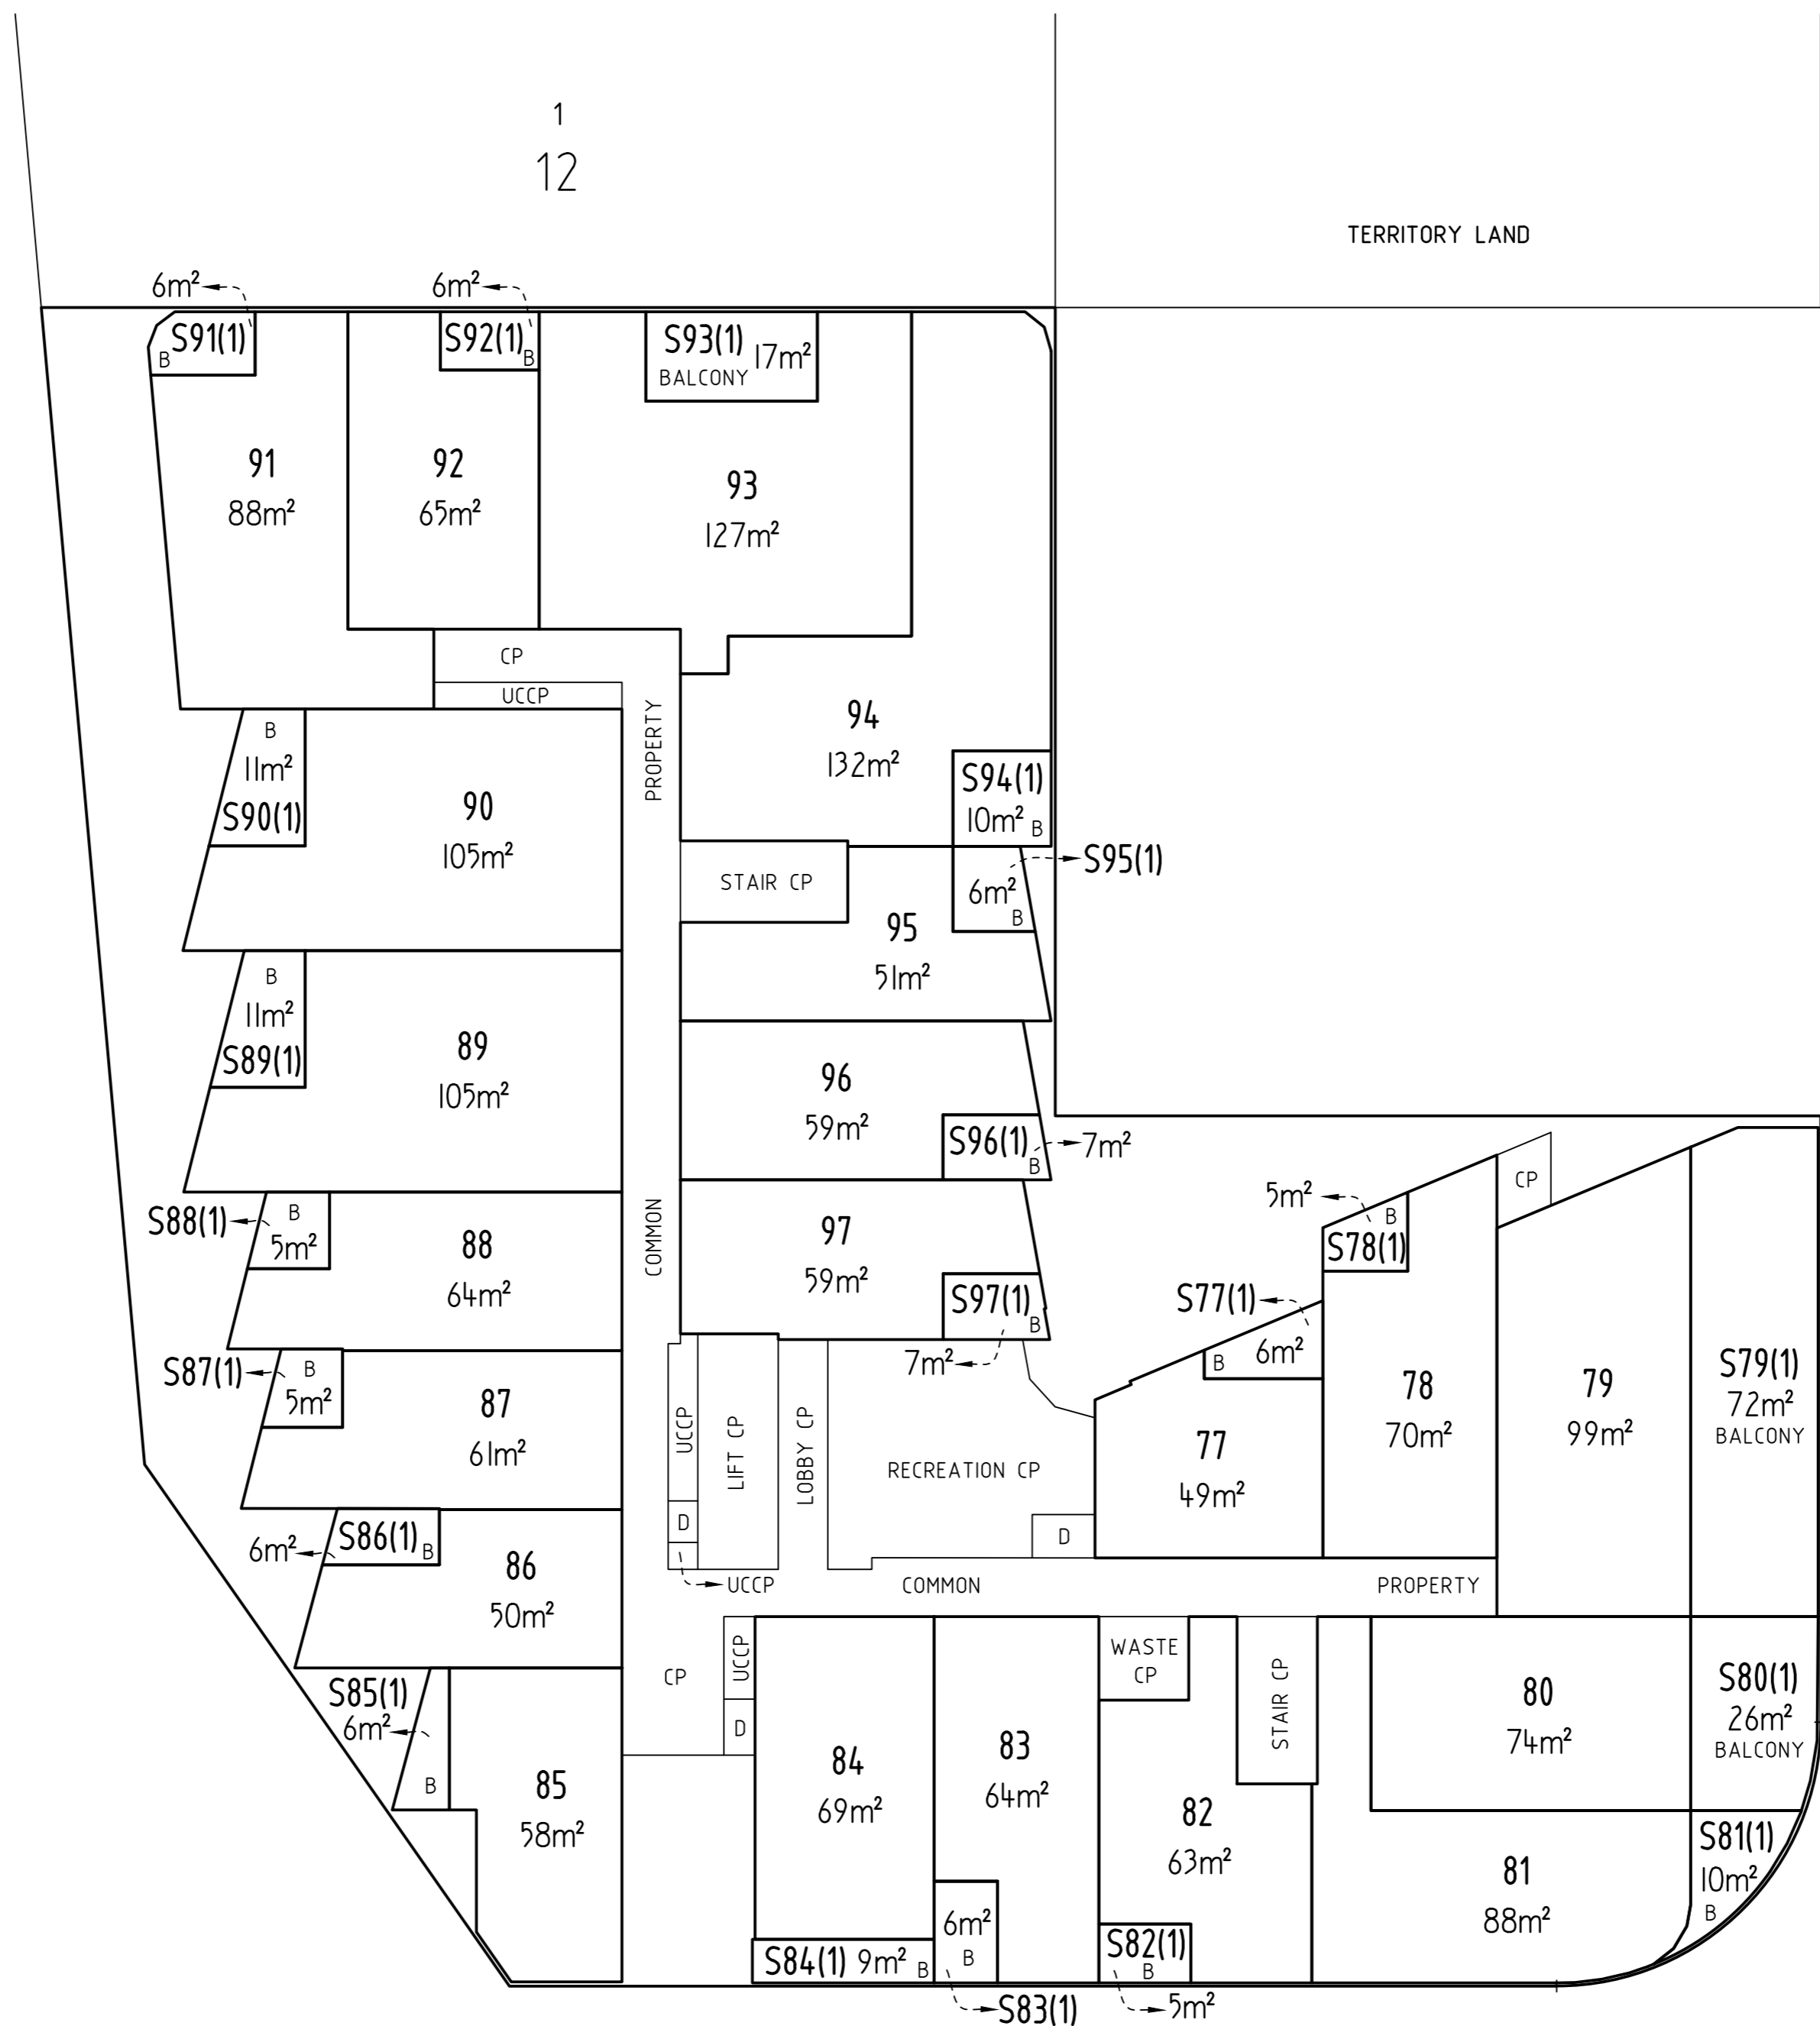 1
12
TERRITORY LAND
6m²
6m²
S91(1)
B
S92(1)
B
S93(1)
17m²
BALCONY
91
88m²
92
65m²
93
127m²
CP
UCCP
PROPERTY
94
132m²
S94(1)
10m²
B
B
11m²
S90(1)
90
105m²
STAIR CP
S95(1)
6m²
B
95
51m²
B
11m²
S89(1)
89
105m²
96
59m²
S96(1)
B
7m²
S88(1)
B
5m²
88
64m²
COMMON
97
59m²
S97(1)
B
7m²
5m²
B
S78(1)
CP
S77(1)
6m²
B
S87(1)
B
5m²
87
61m²
UCCP
LIFT CP
LOBBY CP
RECREATION CP
D
D
77
49m²
78
70m²
79
99m²
S79(1)
72m²
BALCONY
6m²
S86(1)
B
86
50m²
UCCP
COMMON
PROPERTY
S85(1)
6m²
B
85
58m²
CP
UCCP
D
84
69m²
83
64m²
WASTE
CP
STAIR CP
82
63m²
80
74m²
S80(1)
26m²
BALCONY
81
88m²
S81(1)
10m²
B
S84(1) 9m²
B
6m²
B
S83(1)
S82(1)
B
5m²